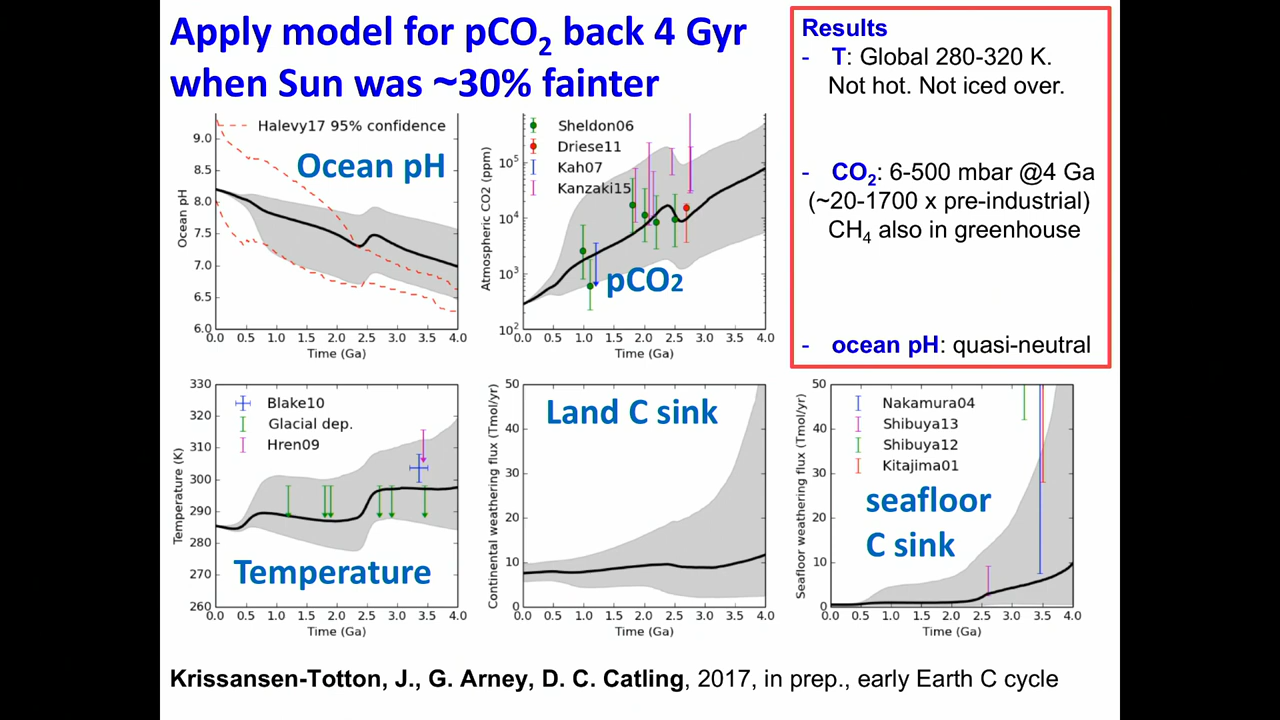 Apply model for pCO₂ back 4 Gyr
when Sun was ~30% fainter
Results
- T: Global 280-320 K.
Not hot. Not iced over.
- CO₂: 6-500 mbar @4 Ga
(~20-1700 x pre-industrial)
CH₄ also in greenhouse
- ocean pH: quasi-neutral
Halevy17 95% confidence
Ocean pH
Ocean pH
9.0
8.5
8.0
7.5
7.0
6.5
6.0
0.0 0.5 1.0 1.5 2.0 2.5 3.0 3.5 4.0
Time (Ga)
Sheldon06
Driese11
Kah07
Kanzaki15
pCO2
Atmospheric CO2 (ppm)
10⁵
10⁴
10³
10²
0.0 0.5 1.0 1.5 2.0 2.5 3.0 3.5 4.0
Time (Ga)
Blake10
Glacial dep.
Hren09
Temperature
Temperature (K)
330
320
310
300
290
280
270
260
0.0 0.5 1.0 1.5 2.0 2.5 3.0 3.5 4.0
Time (Ga)
Land C sink
Continental weathering flux (Tmol/yr)
50
40
30
20
10
0
0.0 0.5 1.0 1.5 2.0 2.5 3.0 3.5 4.0
Time (Ga)
Nakamura04
Shibuya13
Shibuya12
Kitajima01
seafloor
C sink
Seafloor weathering flux (Tmol/yr)
50
40
30
20
10
0
0.0 0.5 1.0 1.5 2.0 2.5 3.0 3.5 4.0
Time (Ga)
Krissansen-Totton, J., G. Arney, D. C. Catling, 2017, in prep., early Earth C cycle